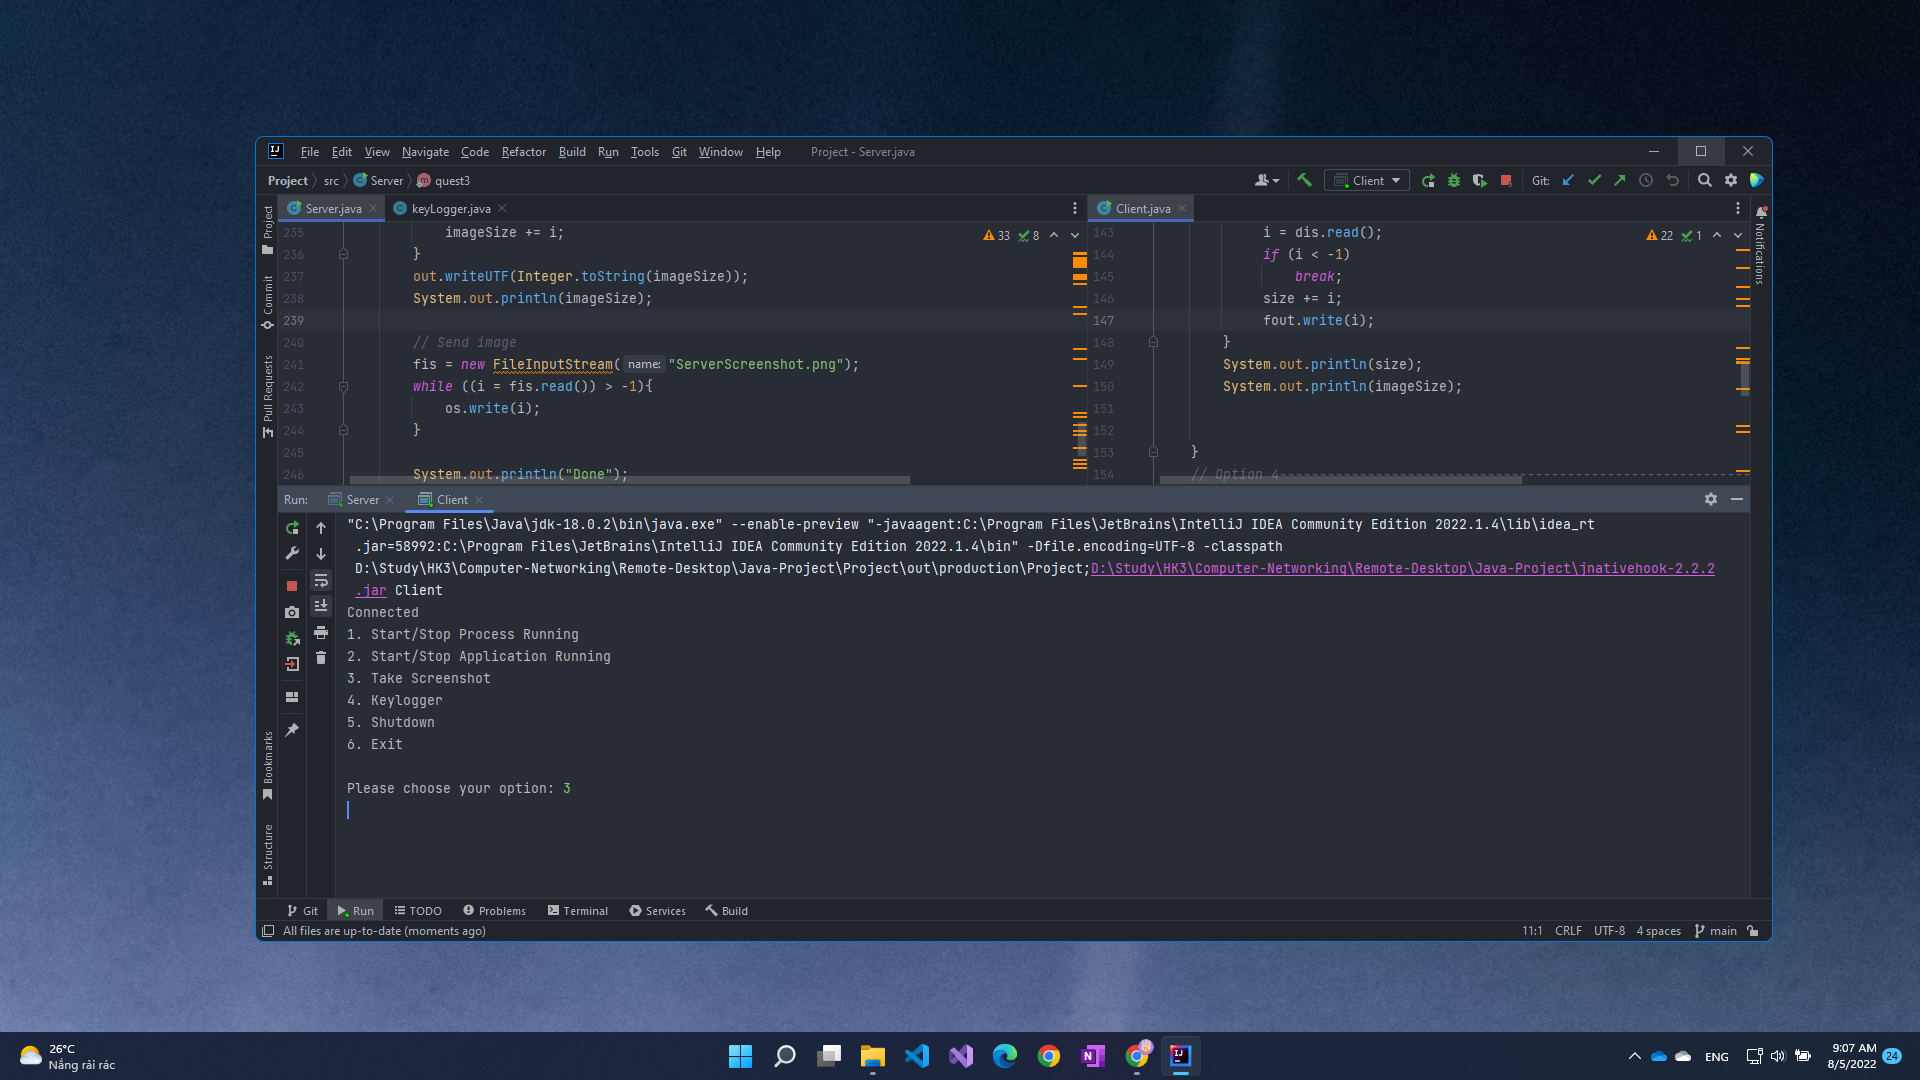 File Edit View Navigate Code Refactor Build Run Tools Git Window Help Project - Server.java
Project src Server m quest3 Client Git:
Server.java keyLogger.java Client.java
Project
Commit
Pull Requests
Bookmarks
Structure
Notifications
33 8
235 imageSize += i;
236 }
237 out.writeUTF(Integer.toString(imageSize));
238 System.out.println(imageSize);
239
240 // Send image
241 fis = new FileInputStream( name: "ServerScreenshot.png");
242 while ((i = fis.read()) > -1){
243 os.write(i);
244 }
245
246 System.out.println("Done");
22 1
143 i = dis.read();
144 if (i < -1)
145 break;
146 size += i;
147 fout.write(i);
148 }
149 System.out.println(size);
150 System.out.println(imageSize);
151
152
153 }
154 // Option 4------------------------------------------------------------
Run: Server Client
"C:\Program Files\Java\jdk-18.0.2\bin\java.exe" --enable-preview "-javaagent:C:\Program Files\JetBrains\IntelliJ IDEA Community Edition 2022.1.4\lib\idea_rt
.jar=58992:C:\Program Files\JetBrains\IntelliJ IDEA Community Edition 2022.1.4\bin" -Dfile.encoding=UTF-8 -classpath
D:\Study\HK3\Computer-Networking\Remote-Desktop\Java-Project\Project\out\production\Project;D:\Study\HK3\Computer-Networking\Remote-Desktop\Java-Project\jnativehook-2.2.2
.jar Client
Connected
1. Start/Stop Process Running
2. Start/Stop Application Running
3. Take Screenshot
4. Keylogger
5. Shutdown
6. Exit
Please choose your option: 3
Git Run TODO Problems Terminal Services Build
All files are up-to-date (moments ago) 11:1 CRLF UTF-8 4 spaces main
26°C
Nắng rải rác
ENG
9:07 AM
8/5/2022
24